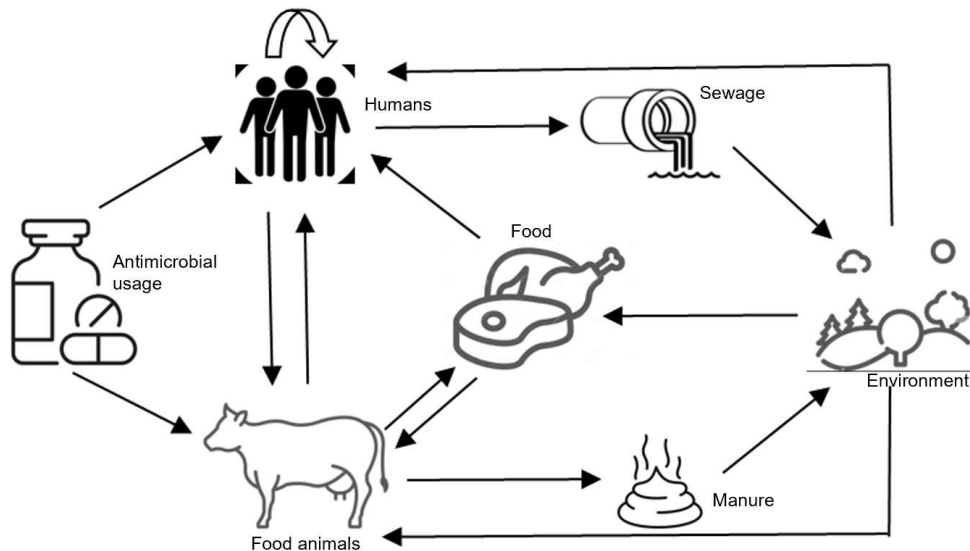 Humans
Sewage
Food
Antimicrobial
usage
Environment
Manure
Food animals